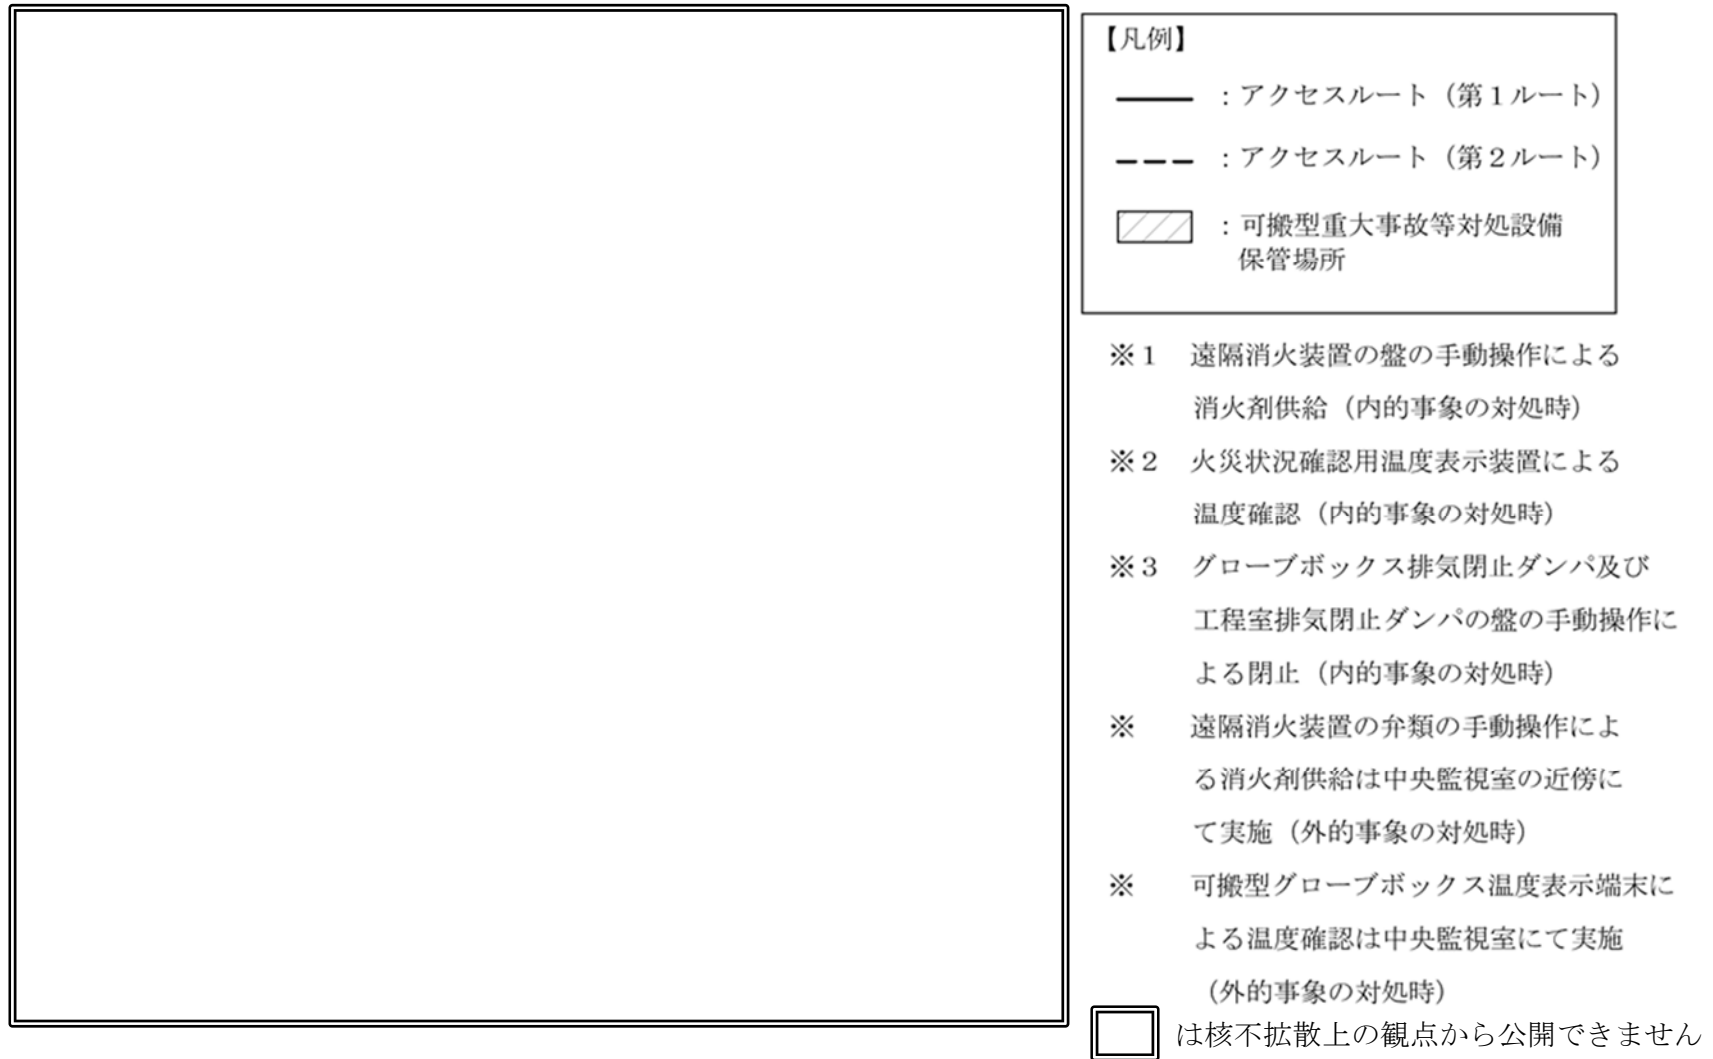 【凡例】
：アクセスルート（第１ルート）
：アクセスルート（第２ルート）
：可搬型重大事故等対処設備
保管場所
※１　遠隔消火装置の盤の手動操作による
消火剤供給（内的事象の対処時）
※２　火災状況確認用温度表示装置による
温度確認（内的事象の対処時）
※３　グローブボックス排気閉止ダンパ及び
工程室排気閉止ダンパの盤の手動操作に
よる閉止（内的事象の対処時）
※　遠隔消火装置の弁類の手動操作によ
る消火剤供給は中央監視室の近傍に
て実施（外的事象の対処時）
※　可搬型グローブボックス温度表示端末に
よる温度確認は中央監視室にて実施
（外的事象の対処時）
は核不拡散上の観点から公開できません